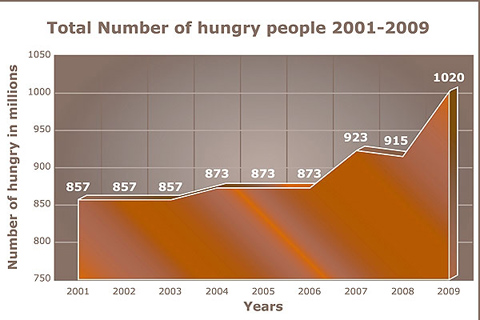 Total Number of hungry people 2001-2009
Number of hungry in millions
1050
1000
950
900
850
800
750
857 857 857 873 873 873 923 915 1020
2001 2002 2003 2004 2005 2006 2007 2008 2009
Years